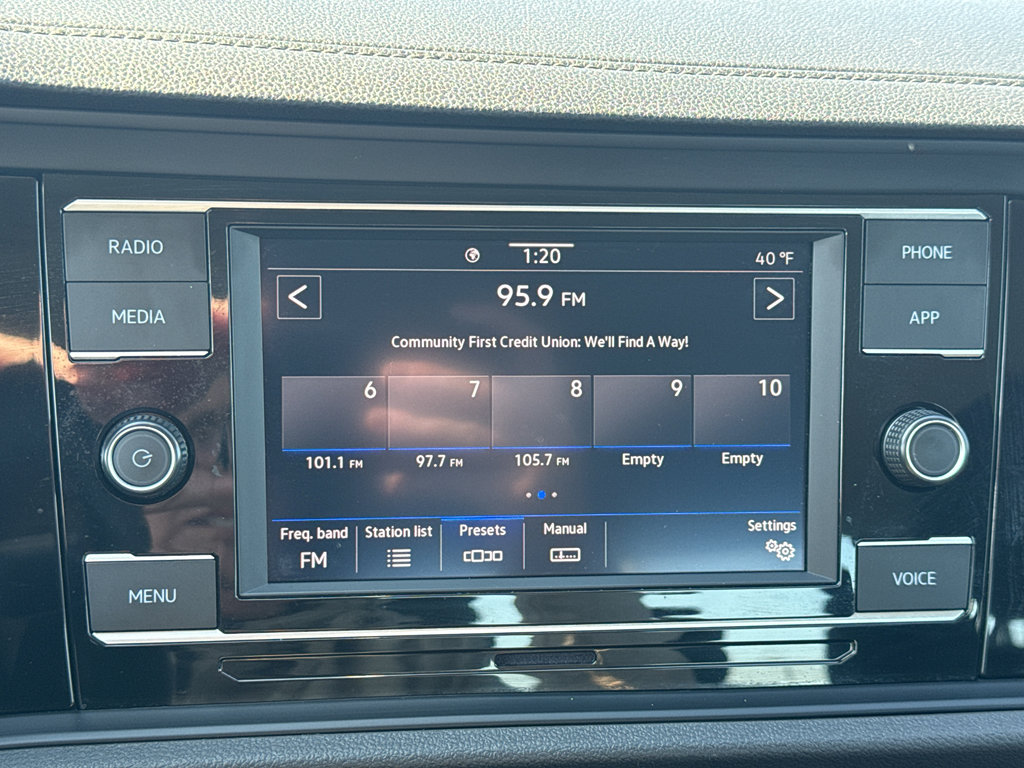 RADIO
MEDIA
MENU
PHONE
APP
VOICE
1:20
40 °F
<
95.9 FM
>
Community First Credit Union: We'll Find A Way!
6 7 8 9 10
101.1 FM 97.7 FM 105.7 FM Empty Empty
Freq. band Station list Presets Manual Settings
FM